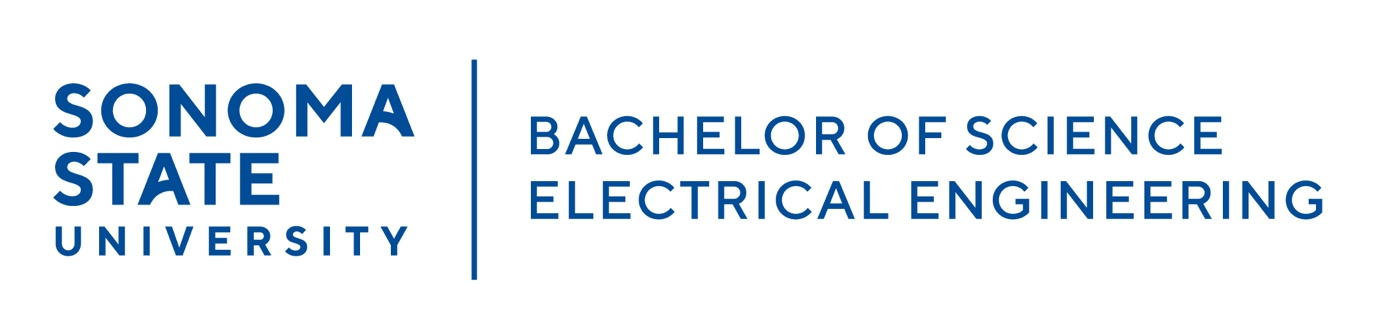 SONOMA
STATE
UNIVERSITY
BACHELOR OF SCIENCE
ELECTRICAL ENGINEERING